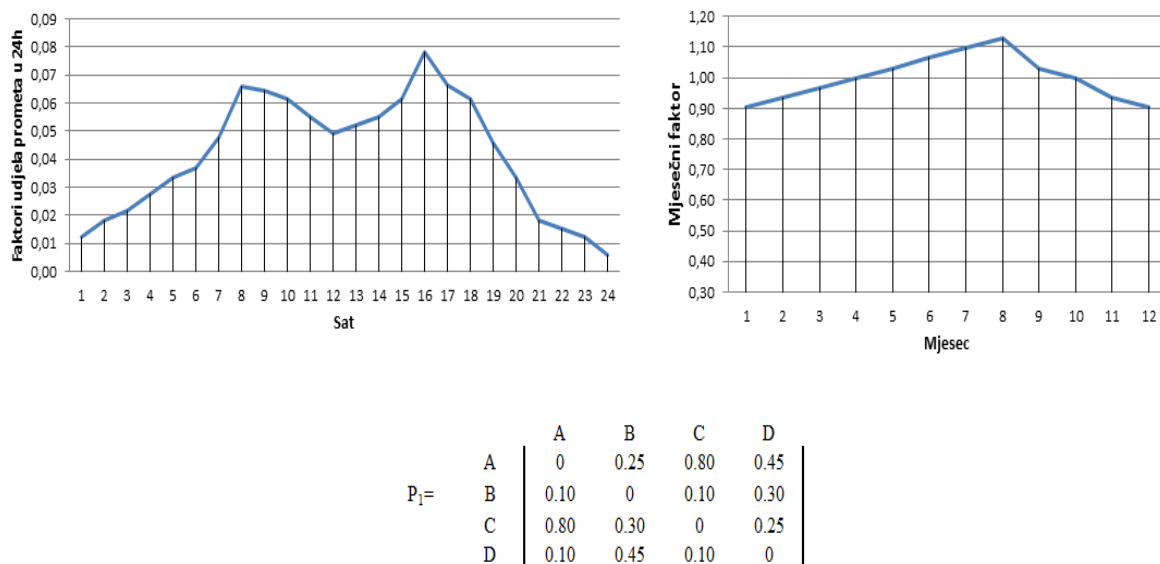 Faktori udjela prometa u 24h
0,09
0,08
0,07
0,06
0,05
0,04
0,03
0,02
0,01
0,00
1 2 3 4 5 6 7 8 9 10 11 12 13 14 15 16 17 18 19 20 21 22 23 24
Sat
Mjesečni faktor
1,20
1,10
1,00
0,90
0,80
0,70
0,60
0,50
0,40
0,30
1 2 3 4 5 6 7 8 9 10 11 12
Mjesec
A B C D
A 0 0.25 0.80 0.45
P₁= B 0.10 0 0.10 0.30
C 0.80 0.30 0 0.25
D 0.10 0.45 0.10 0